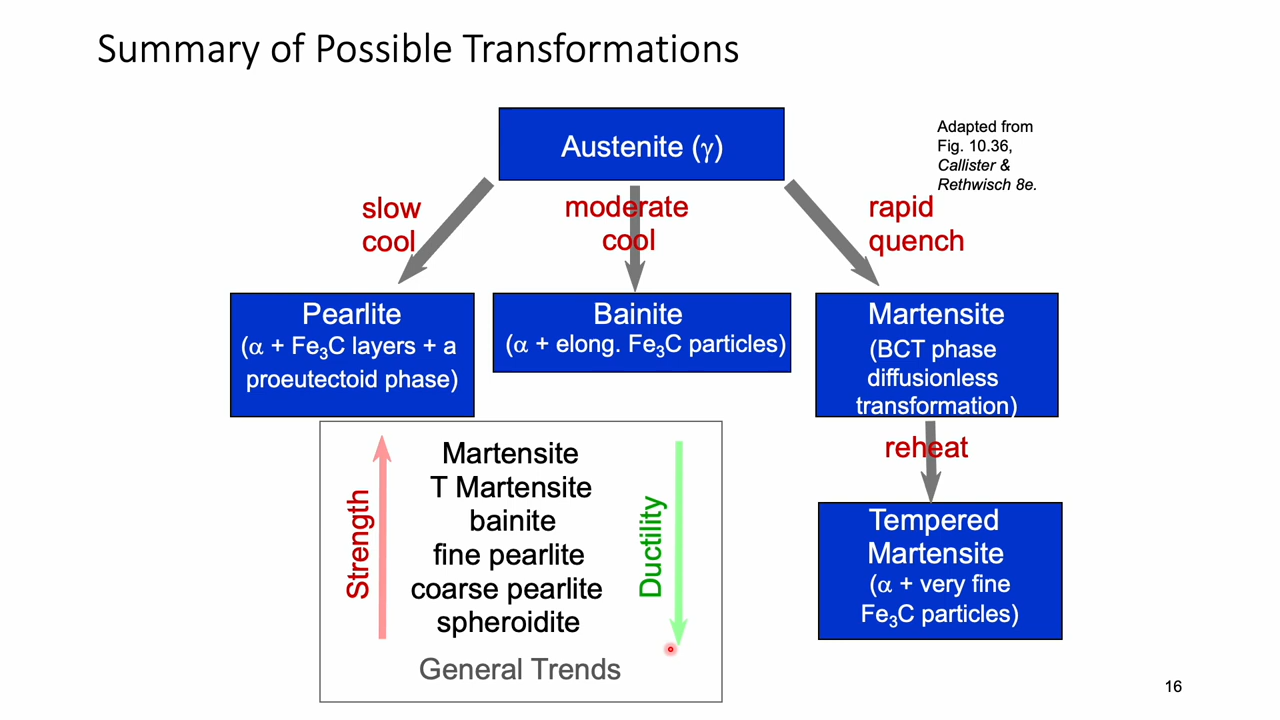 Summary of Possible Transformations
Austenite (γ)
Adapted from
Fig. 10.36,
Callister &
Rethwisch 8e.
slow
cool
moderate
cool
rapid
quench
Pearlite
(α + Fe₃C layers + a
proeutectoid phase)
Bainite
(α + elong. Fe₃C particles)
Martensite
(BCT phase
diffusionless
transformation)
reheat
Tempered
Martensite
(α + very fine
Fe₃C particles)
Strength
Martensite
T Martensite
bainite
fine pearlite
coarse pearlite
spheroidite
Ductility
General Trends
16